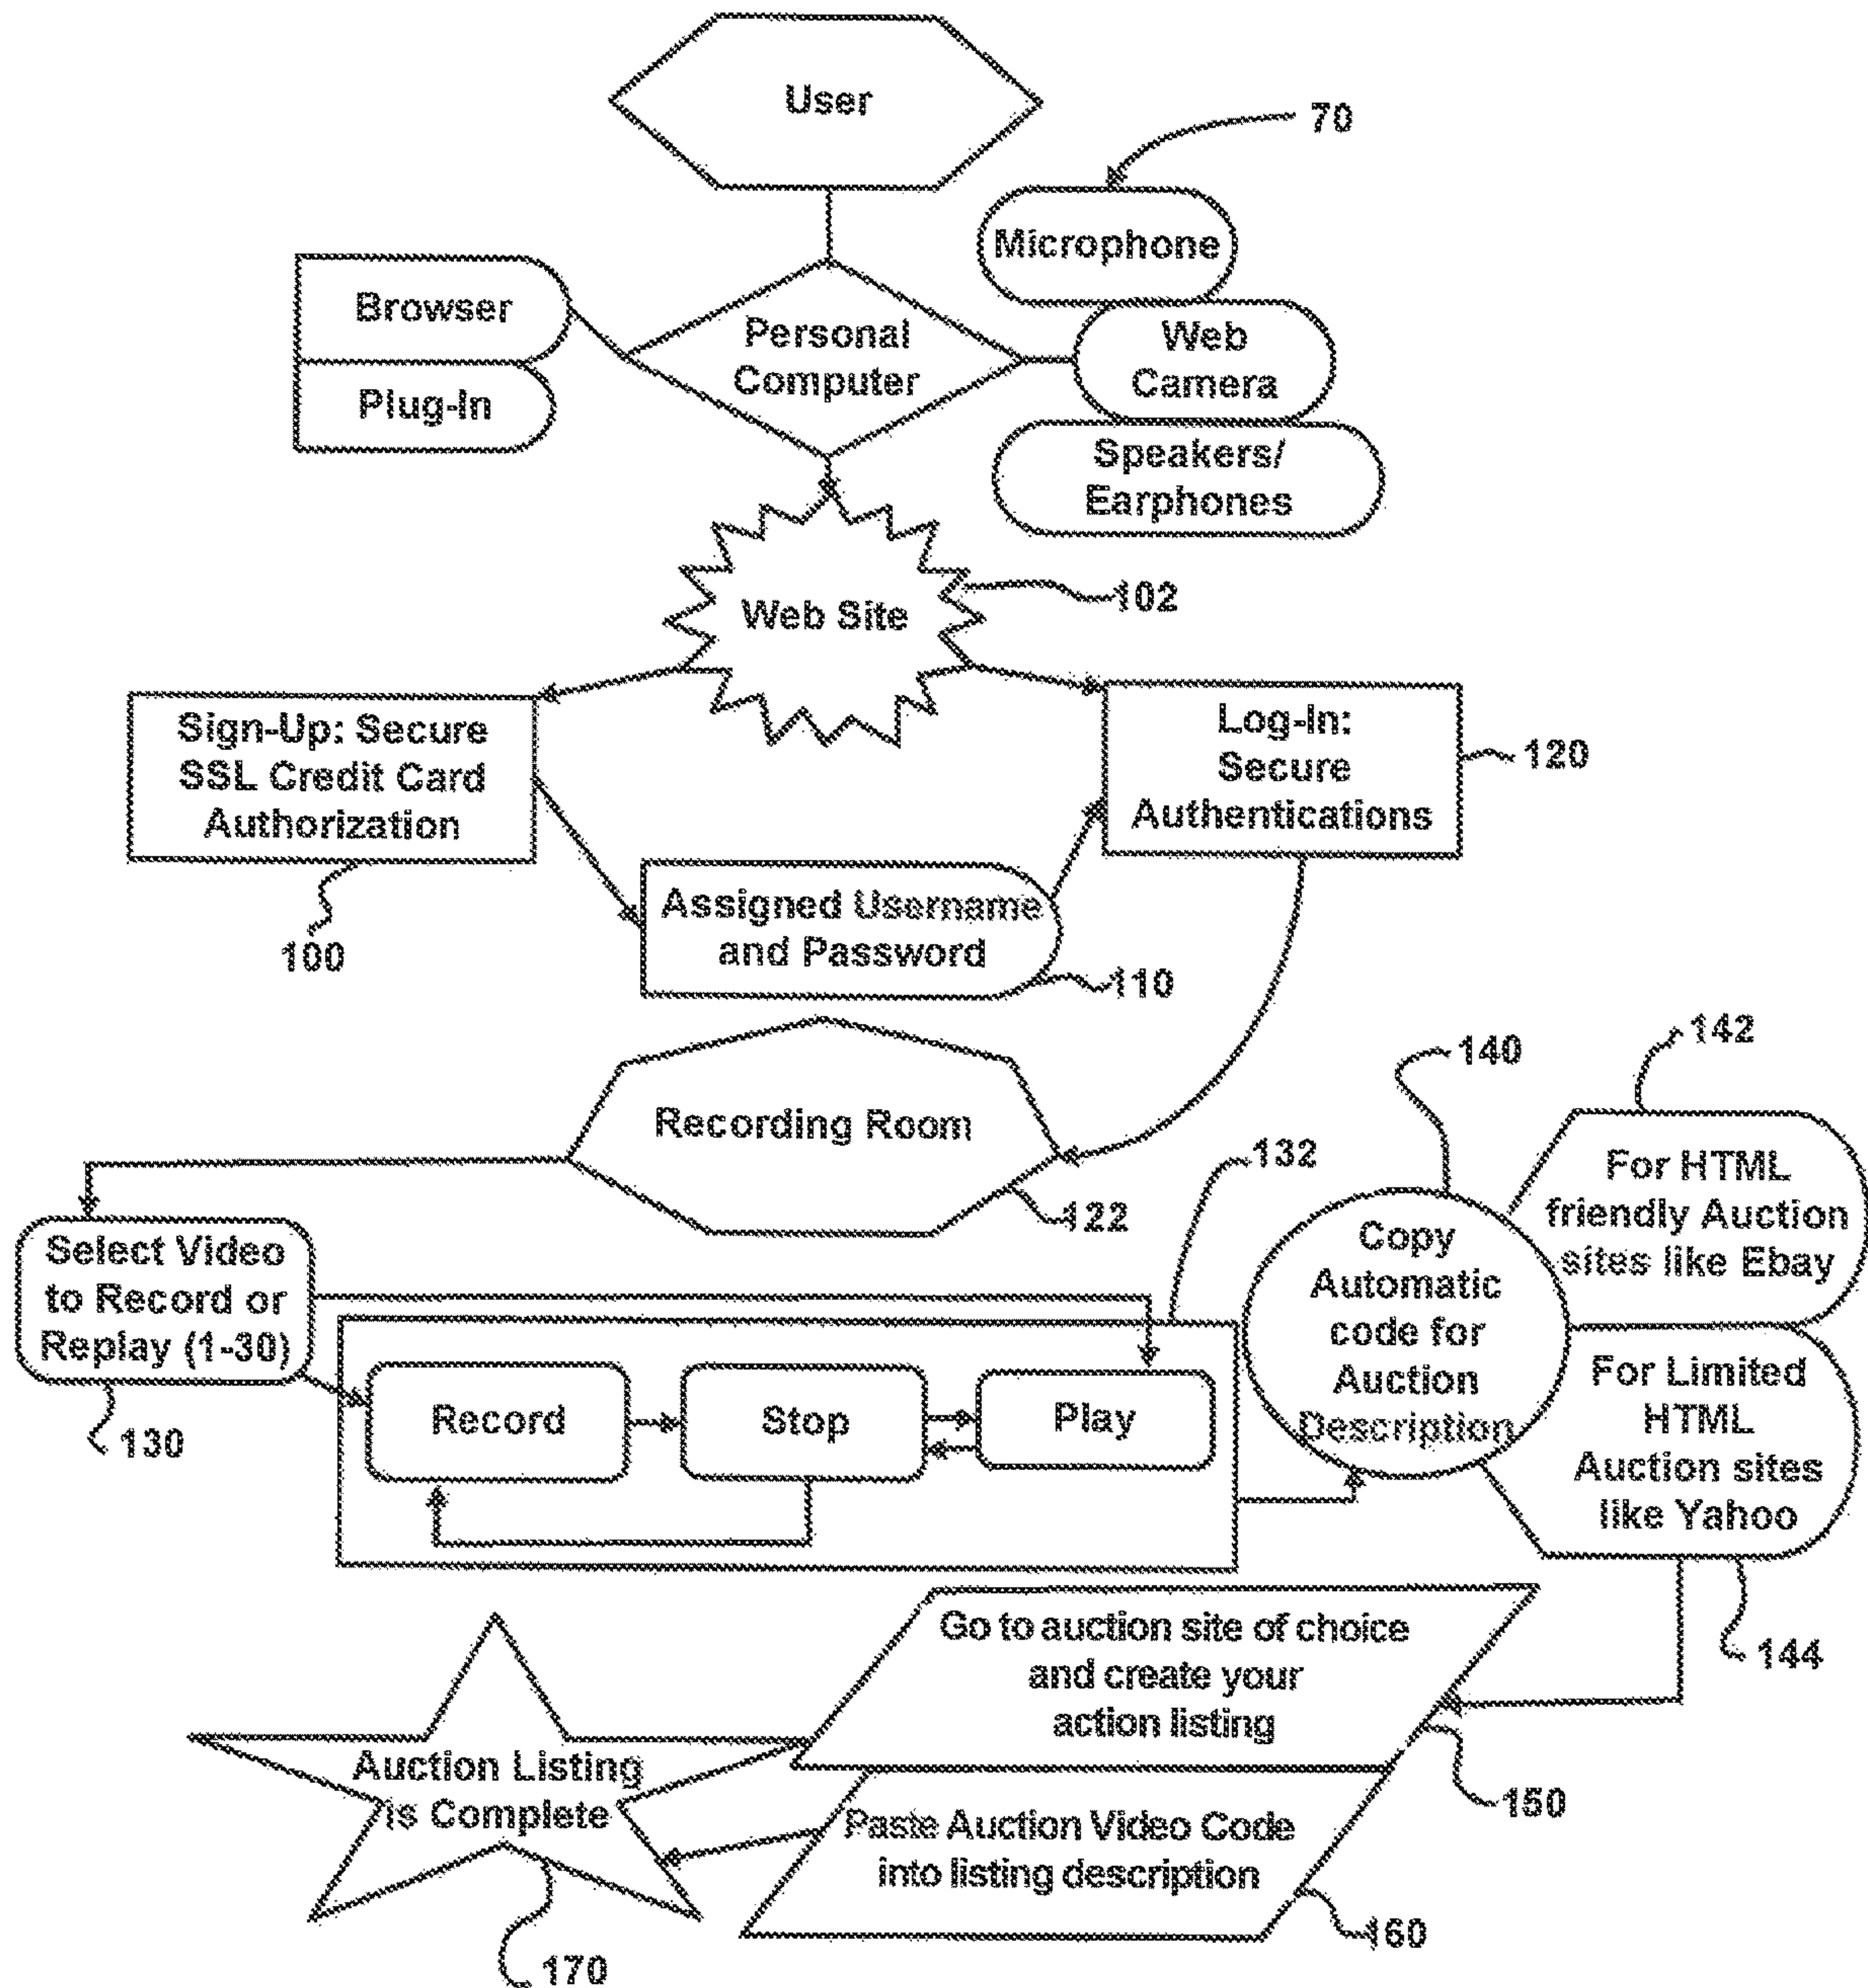 User
70
Microphone
Browser
Personal
Computer
Web
Camera
Plug-In
Speakers/
Earphones
Web Site
102
Sign-Up: Secure
SSL Credit Card
Authorization
100
Log-In:
Secure
Authentications
120
Assigned Username
and Password
110
Recording Room
122
132
140
142
Select Video
to Record or
Replay (1-30)
130
Record
Stop
Play
Copy
Automatic
code for
Auction
Description
For HTML
friendly Auction
sites like Ebay
For Limited
HTML
Auction sites
like Yahoo
144
Go to auction site of choice
and create your
action listing
150
Paste Auction Video Code
into listing description
160
Auction Listing
is Complete
170